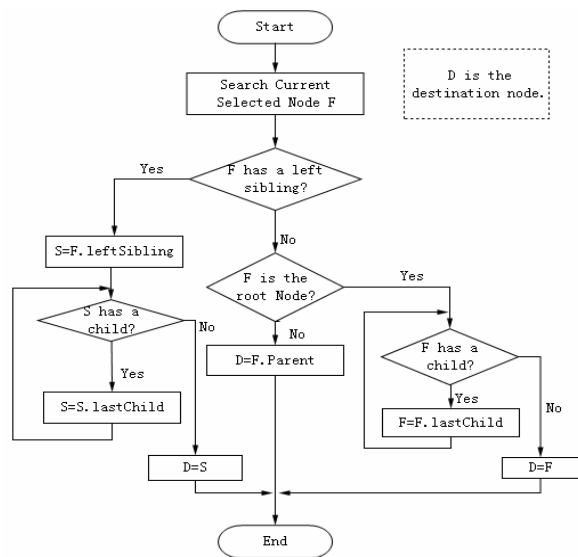 Start
Search Current
Selected Node F
D is the
destination node.
F has a left
sibling?
Yes
No
S=F.leftSibling
F is the
root Node?
Yes
No
S has a
child?
No
Yes
D=F.Parent
F has a
child?
Yes
No
S=S.lastChild
F=F.lastChild
D=S
D=F
End